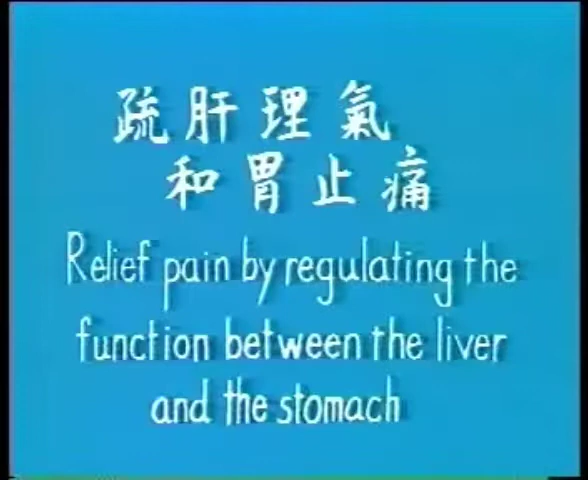 疏肝理氣
和胃止痛
Relief pain by regulating the
function between the liver
and the stomach